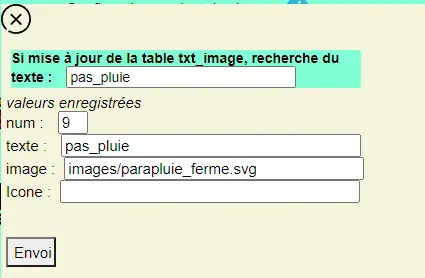 Si mise à jour de la table txt_image, recherche du
texte : pas_pluie
valeurs enregistrées
num : 9
texte : pas_pluie
image : images/parapluie_ferme.svg
Icone :
Envoi